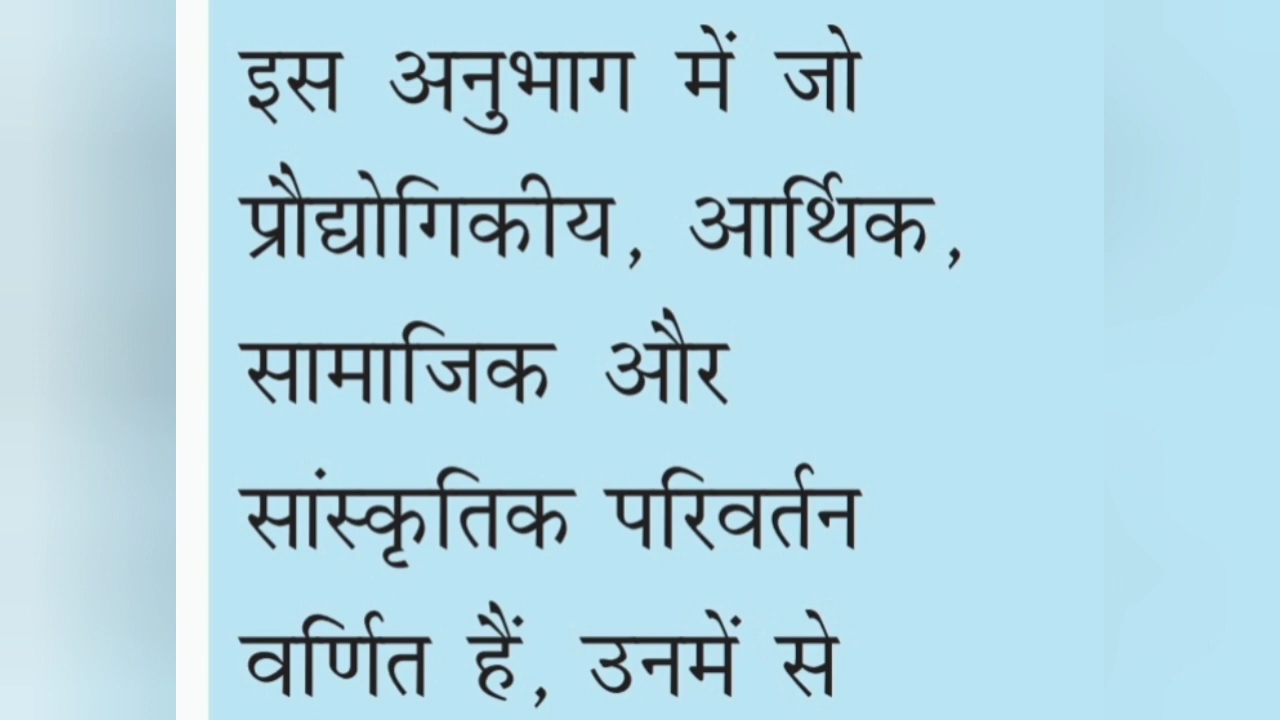 इस अनुभाग में जो
प्रौद्योगिकीय, आर्थिक,
सामाजिक और
सांस्कृतिक परिवर्तन
वर्णित हैं, उनमें से